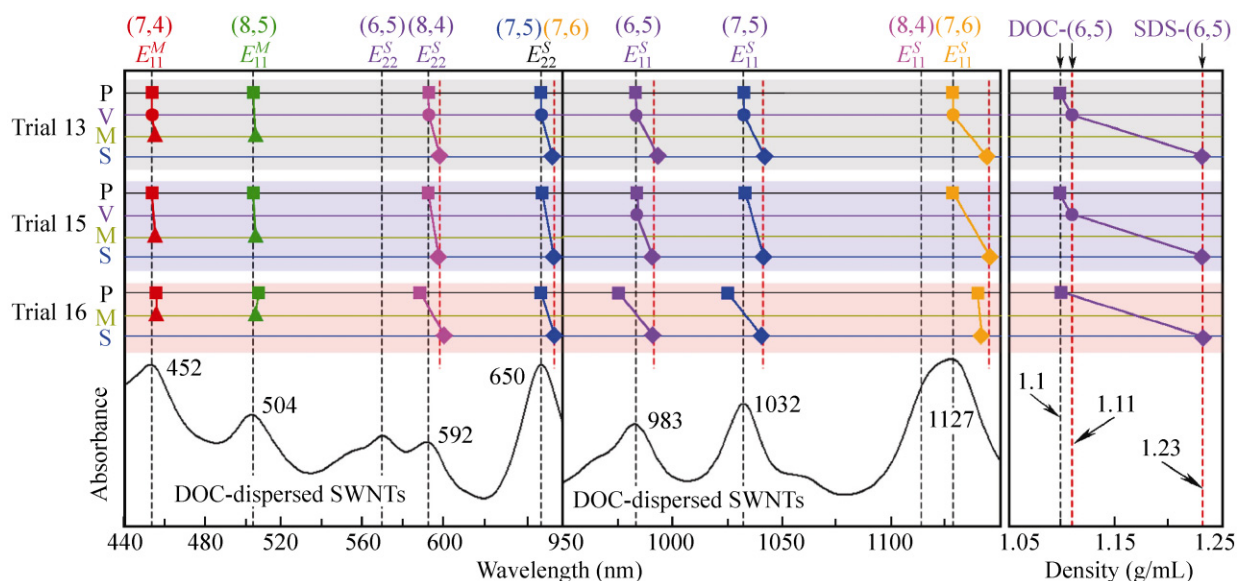 (7,4) (8,5) (6,5) (8,4) (7,5) (7,6) (6,5) (7,5) (8,4) (7,6) DOC-(6,5) SDS-(6,5)
E₁₁ᴹ E₁₁ᴹ E₂₂ˢ E₂₂ˢ E₂₂ˢ E₁₁ˢ E₁₁ˢ E₁₁ˢ E₁₁ˢ
P
V
Trial 13
M
S
P
V
Trial 15
M
S
P
Trial 16
M
S
452
504
592
650
983
1032
1127
1.1
1.11
1.23
Absorbance
DOC-dispersed SWNTs
DOC-dispersed SWNTs
440 480 520 560 600 950 1000 1050 1100 1.05 1.15 1.25
Wavelength (nm) Density (g/mL)